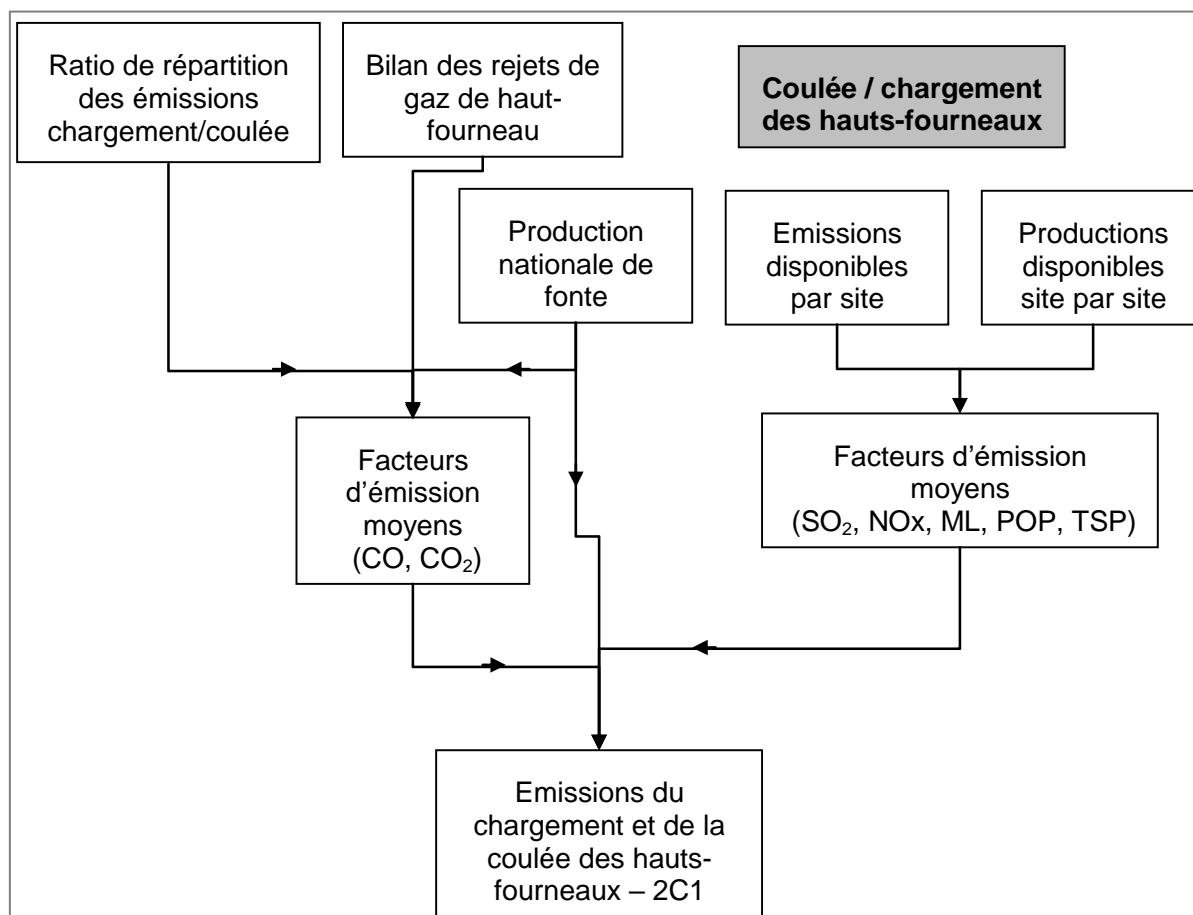 Ratio de répartition
des émissions
chargement/coulée
Bilan des rejets de
gaz de haut-
fourneau
Coulée / chargement
des hauts-fourneaux
Production
nationale de
fonte
Emissions
disponibles
par site
Productions
disponibles
site par site
Facteurs
d’émission
moyens
(CO, CO₂)
Facteurs d’émission
moyens
(SO₂, NOx, ML, POP, TSP)
Emissions du
chargement et de la
coulée des hauts-
fourneaux – 2C1